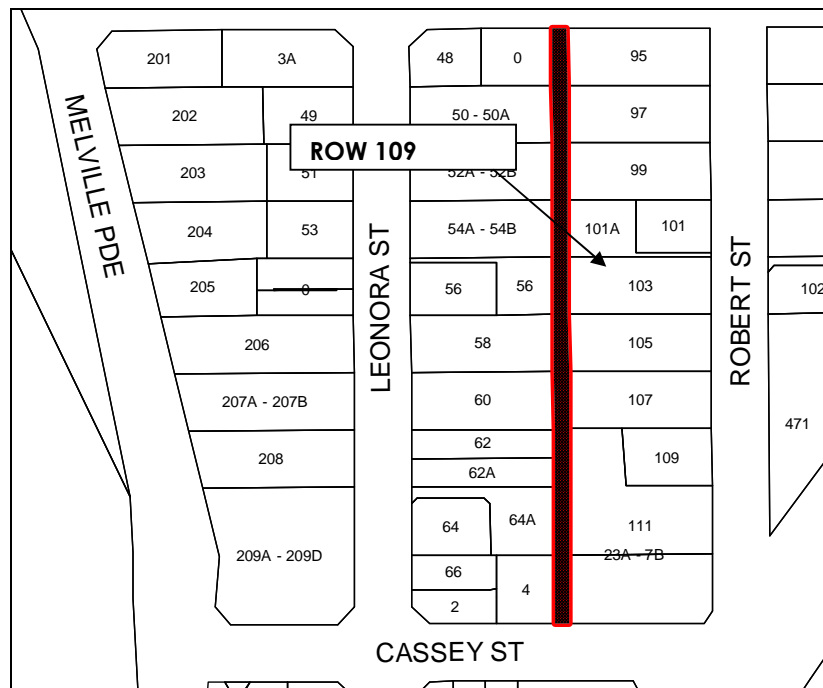 201
3A
48
0
95
202
49
50 - 50A
97
ROW 109
203
51
52A - 52B
99
204
53
54A - 54B
101A
101
MELVILLE PDE
LEONORA ST
ROBERT ST
205
0
56
56
103
102
206
58
105
207A - 207B
60
107
471
208
62
109
62A
209A - 209D
64
64A
111
23A - 7B
66
4
2
CASSEY ST